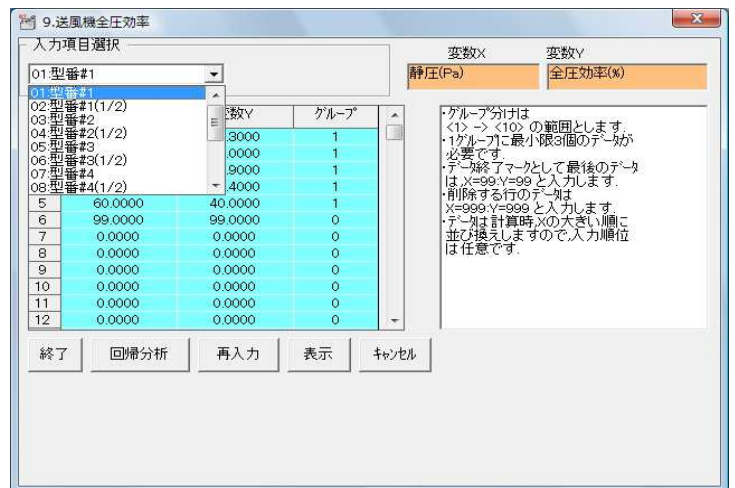 9.送風機全圧効率
入力項目選択
変数X 変数Y
01:型番#1
静圧(Pa) 全圧効率(%)
01:型番#1
02:型番#1(1/2)
03:型番#2
04:型番#2(1/2)
05:型番#3
06:型番#3(1/2)
07:型番#4
08:型番#4(1/2)
変数Y グループ
.3000 1
.0000 1
.9000 1
.4000 1
5 60.0000 40.0000 1
6 99.0000 99.0000 0
7 0.0000 0.0000 0
8 0.0000 0.0000 0
9 0.0000 0.0000 0
10 0.0000 0.0000 0
11 0.0000 0.0000 0
12 0.0000 0.0000 0
・グループ分けは
<1> -> <10> の範囲とします.
・1グループに最小限3個のデータが
必要です.
・データ終了マークとして最後のデータ
は,X=99:Y=99 と入力します.
・削除する行のデータは
X=999:Y=999 と入力します.
・データは計算時,Xの大きい順に
並び換えしますので,入力順位
は任意です.
終了 回帰分析 再入力 表示 キャンセル